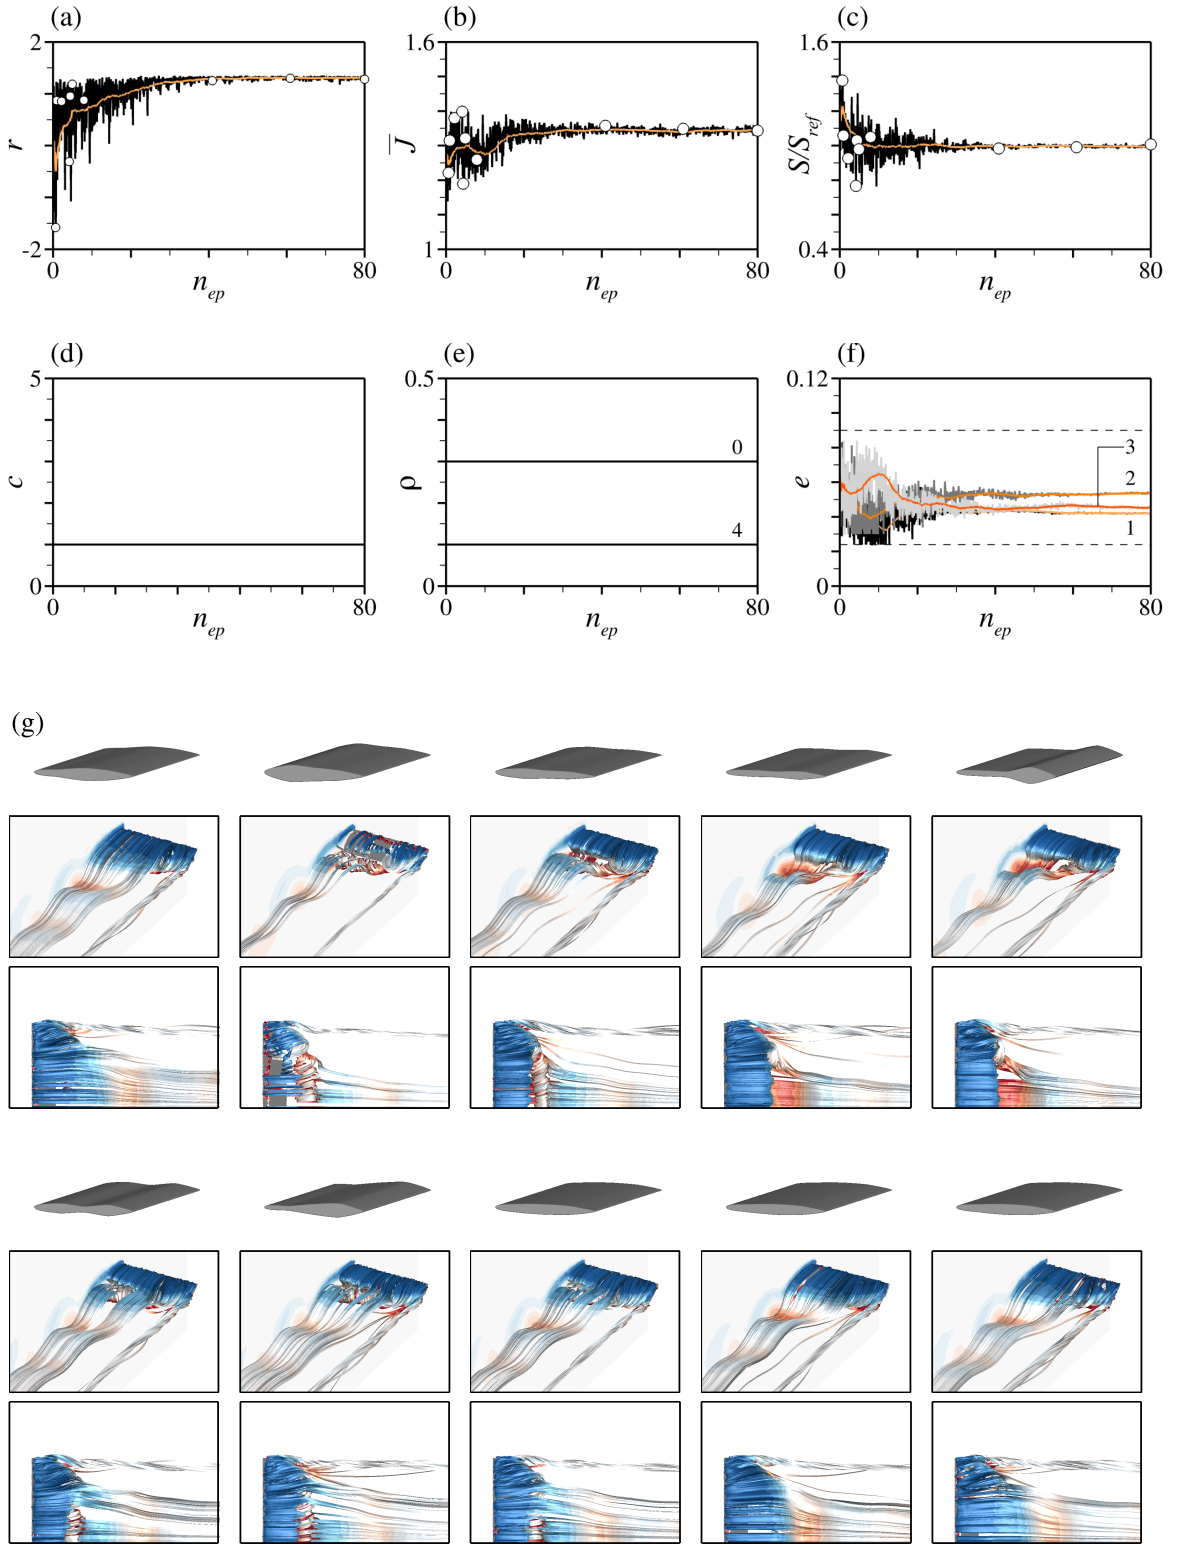 (a) (b) (c)
2 1.6 1.6
r J S/S_ref
-2 1 0.4
0 80 0 80 0 80
n_ep n_ep n_ep
(d) (e) (f)
5 0.5 0.12
0 3
2
c ρ e
4 1
0 0 0
0 80 0 80 0 80
n_ep n_ep n_ep
(g)